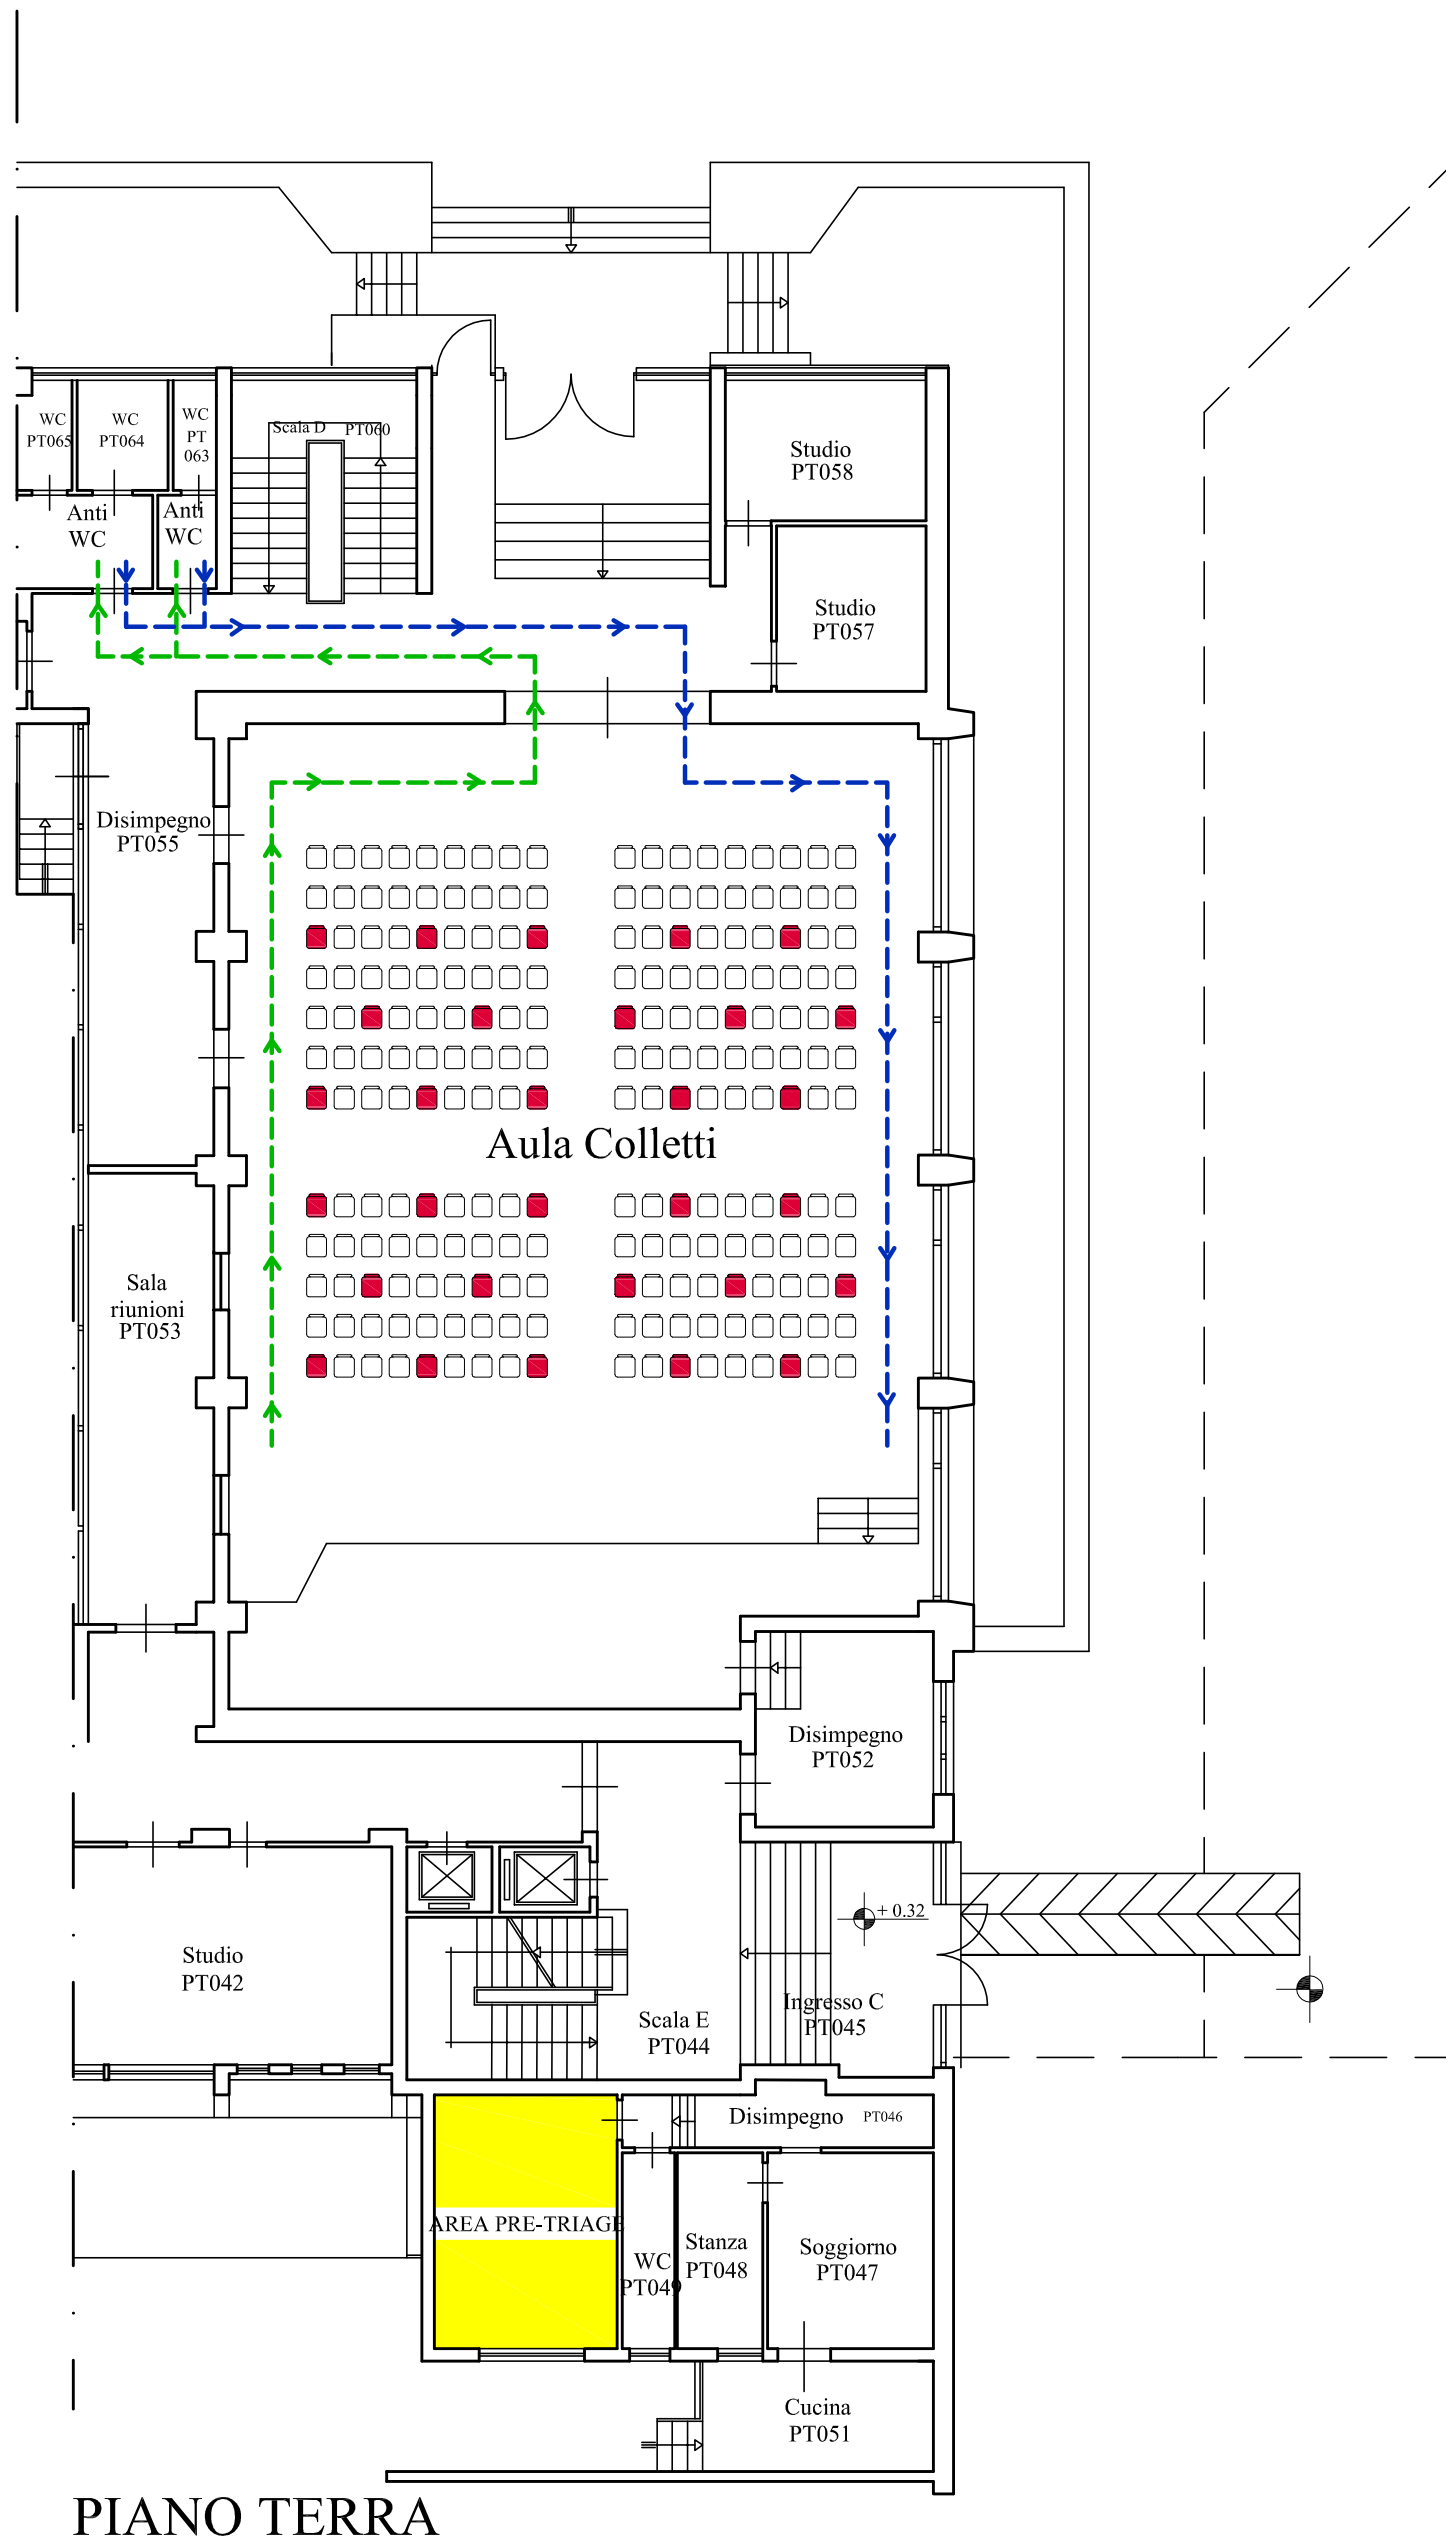 WC
PT065
WC
PT064
WC
PT
063
Scala D
PT060
Studio
PT058
Anti
WC
Anti
WC
Studio
PT057
Disimpegno
PT055
Aula Colletti
Sala
riunioni
PT053
Disimpegno
PT052
+ 0.32
Studio
PT042
Ingresso C
PT045
Scala E
PT044
Disimpegno PT046
AREA PRE-TRIAGE
WC
PT049
Stanza
PT048
Soggiorno
PT047
Cucina
PT051
PIANO TERRA